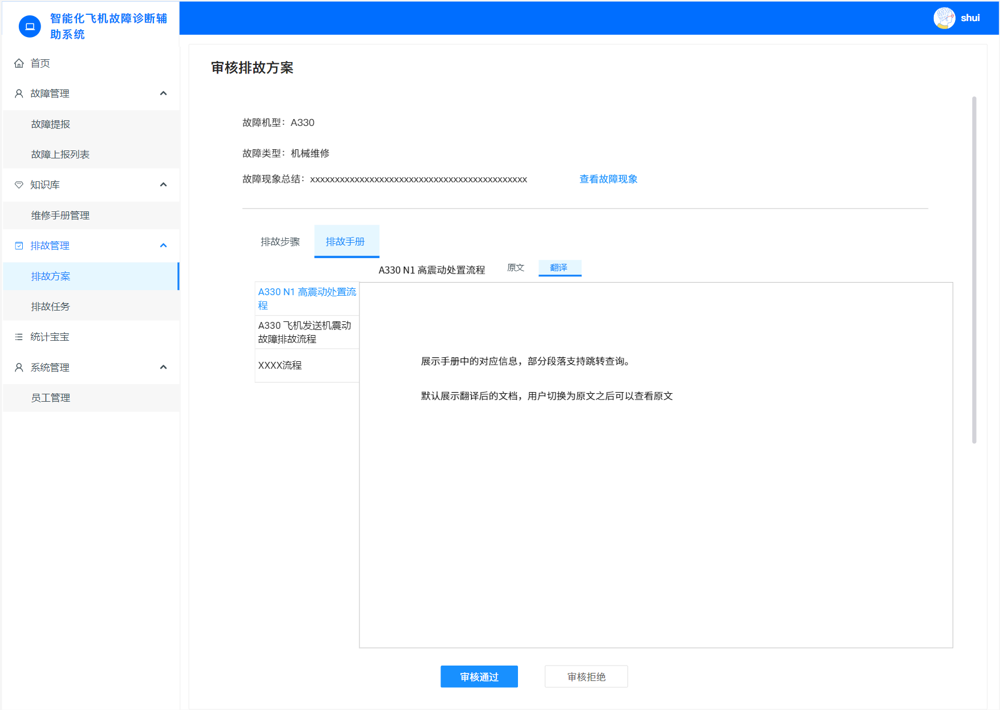 智能化飞机故障诊断辅
助系统
shui
首页
故障管理
故障提报
故障上报列表
知识库
维修手册管理
排故管理
排故方案
排故任务
统计宝宝
系统管理
员工管理
审核排故方案
故障机型：A330
故障类型：机械维修
故障现象总结：xxxxxxxxxxxxxxxxxxxxxxxxxxxxxxxxxxxxxxxxxxxx
查看故障现象
排故步骤
排故手册
A330 N1 高震动处置流程
原文
翻译
A330 N1 高震动处置流
程
A330 飞机发送机震动
故障排故流程
XXXX流程
展示手册中的对应信息，部分段落支持跳转查询。
默认展示翻译后的文档，用户切换为原文之后可以查看原文
审核通过
审核拒绝